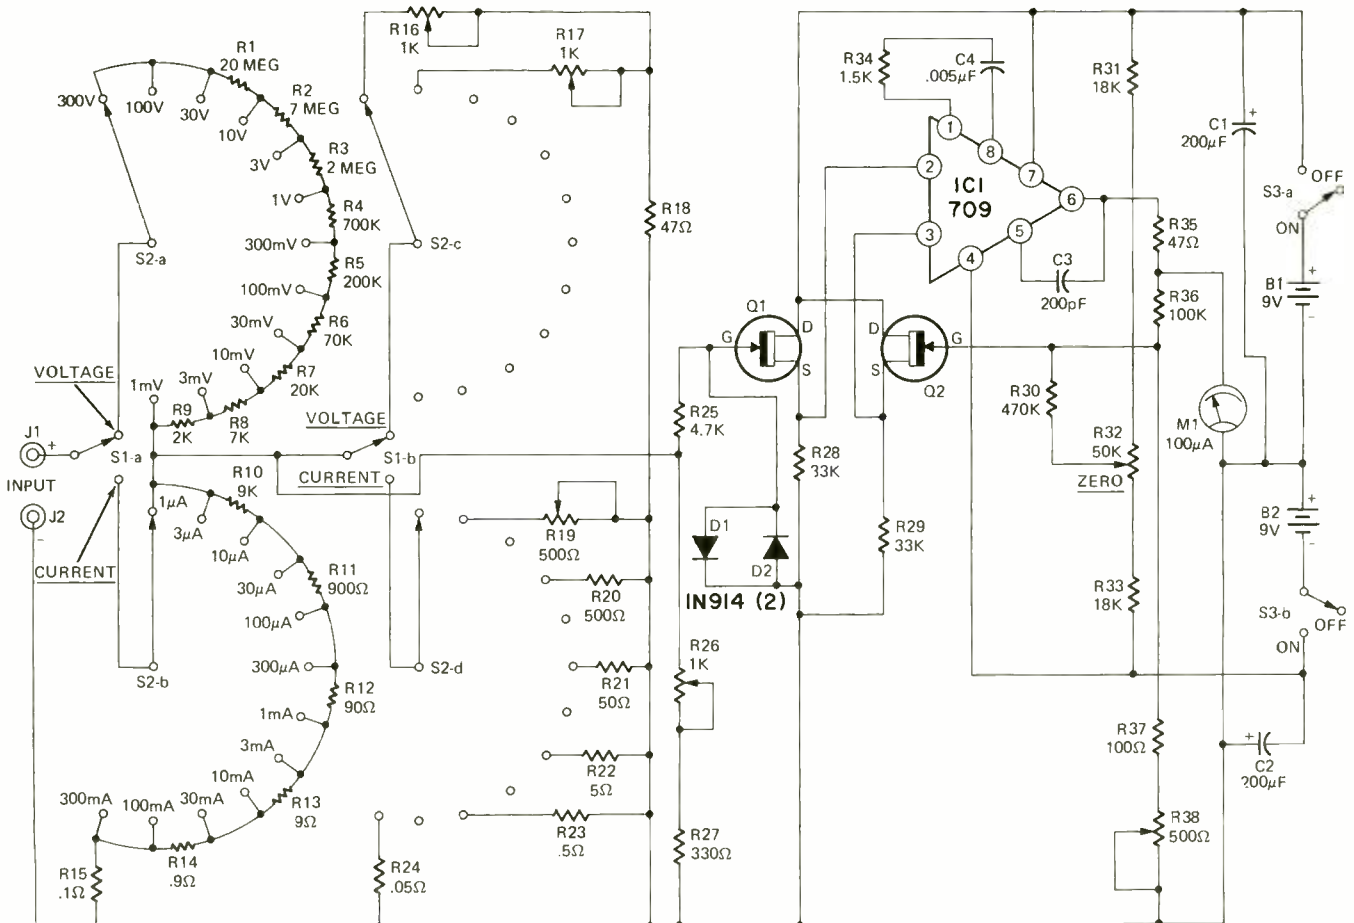 R16
1K
R17
1K
R1
20 MEG
300V
100V
30V
R2
7 MEG
10V
R3
2 MEG
3V
1V
R4
700K
300mV
S2-a
S2-c
R5
200K
100mV
R6
70K
30mV
10mV
R7
20K
3mV
1mV
R8
7K
R9
2K
VOLTAGE
VOLTAGE
J1
+
S1-a
S1-b
INPUT
CURRENT
J2
-
CURRENT
R10
9K
1μA
3μA
10μA
R11
900Ω
30μA
100μA
300μA
S2-b
S2-d
R12
90Ω
1mA
3mA
10mA
R13
9Ω
30mA
100mA
300mA
R14
.9Ω
R15
.1Ω
R24
.05Ω
R18
47Ω
R19
500Ω
R20
500Ω
R21
50Ω
R22
5Ω
R23
.5Ω
R25
4.7K
R26
1K
R27
330Ω
D1
D2
IN914 (2)
Q1
G
D
S
D
G
S
Q2
R28
33K
R29
33K
R34
1.5K
C4
.005μF
1
8
2
7
IC1
709
6
3
5
4
C3
200pF
R31
18K
C1
+
200μF
R35
47Ω
R36
100K
R30
470K
R32
50K
ZERO
R33
18K
M1
100μA
S3-a
OFF
ON
B1
9V
+
-
B2
9V
+
-
S3-b
OFF
ON
R37
100Ω
R38
500Ω
+
C2
200μF